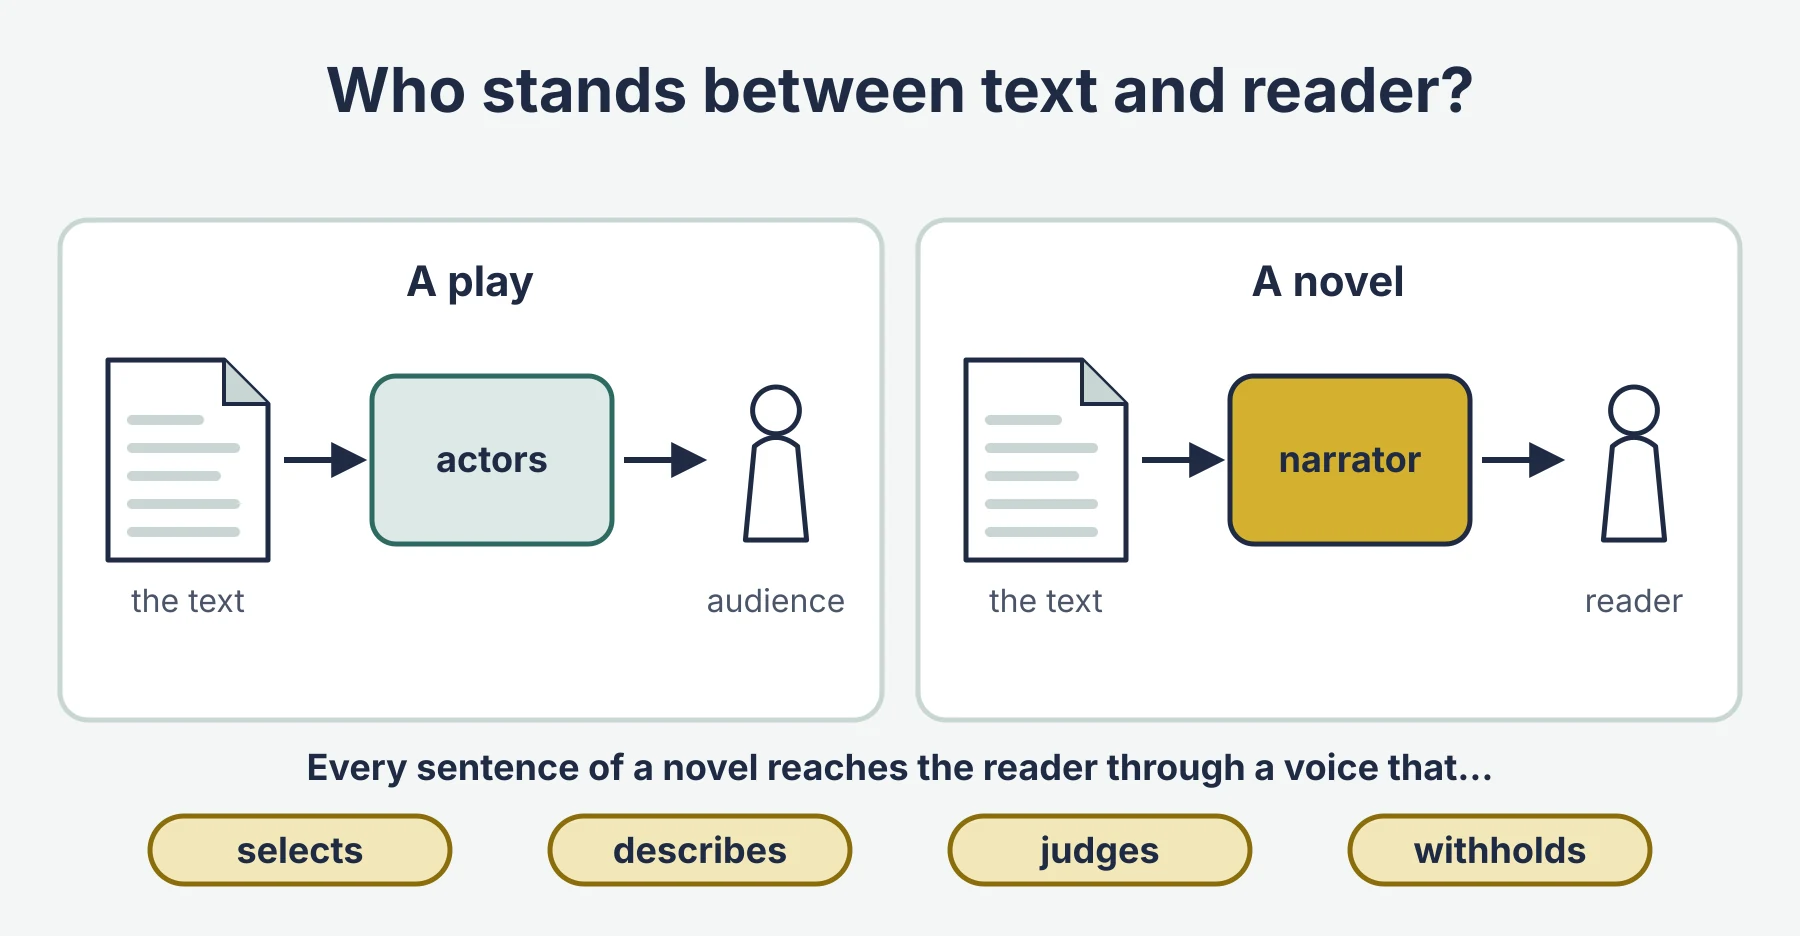 Who stands between text and reader?
A play
actors
the text
audience
A novel
narrator
the text
reader
Every sentence of a novel reaches the reader through a voice that…
selects
describes
judges
withholds